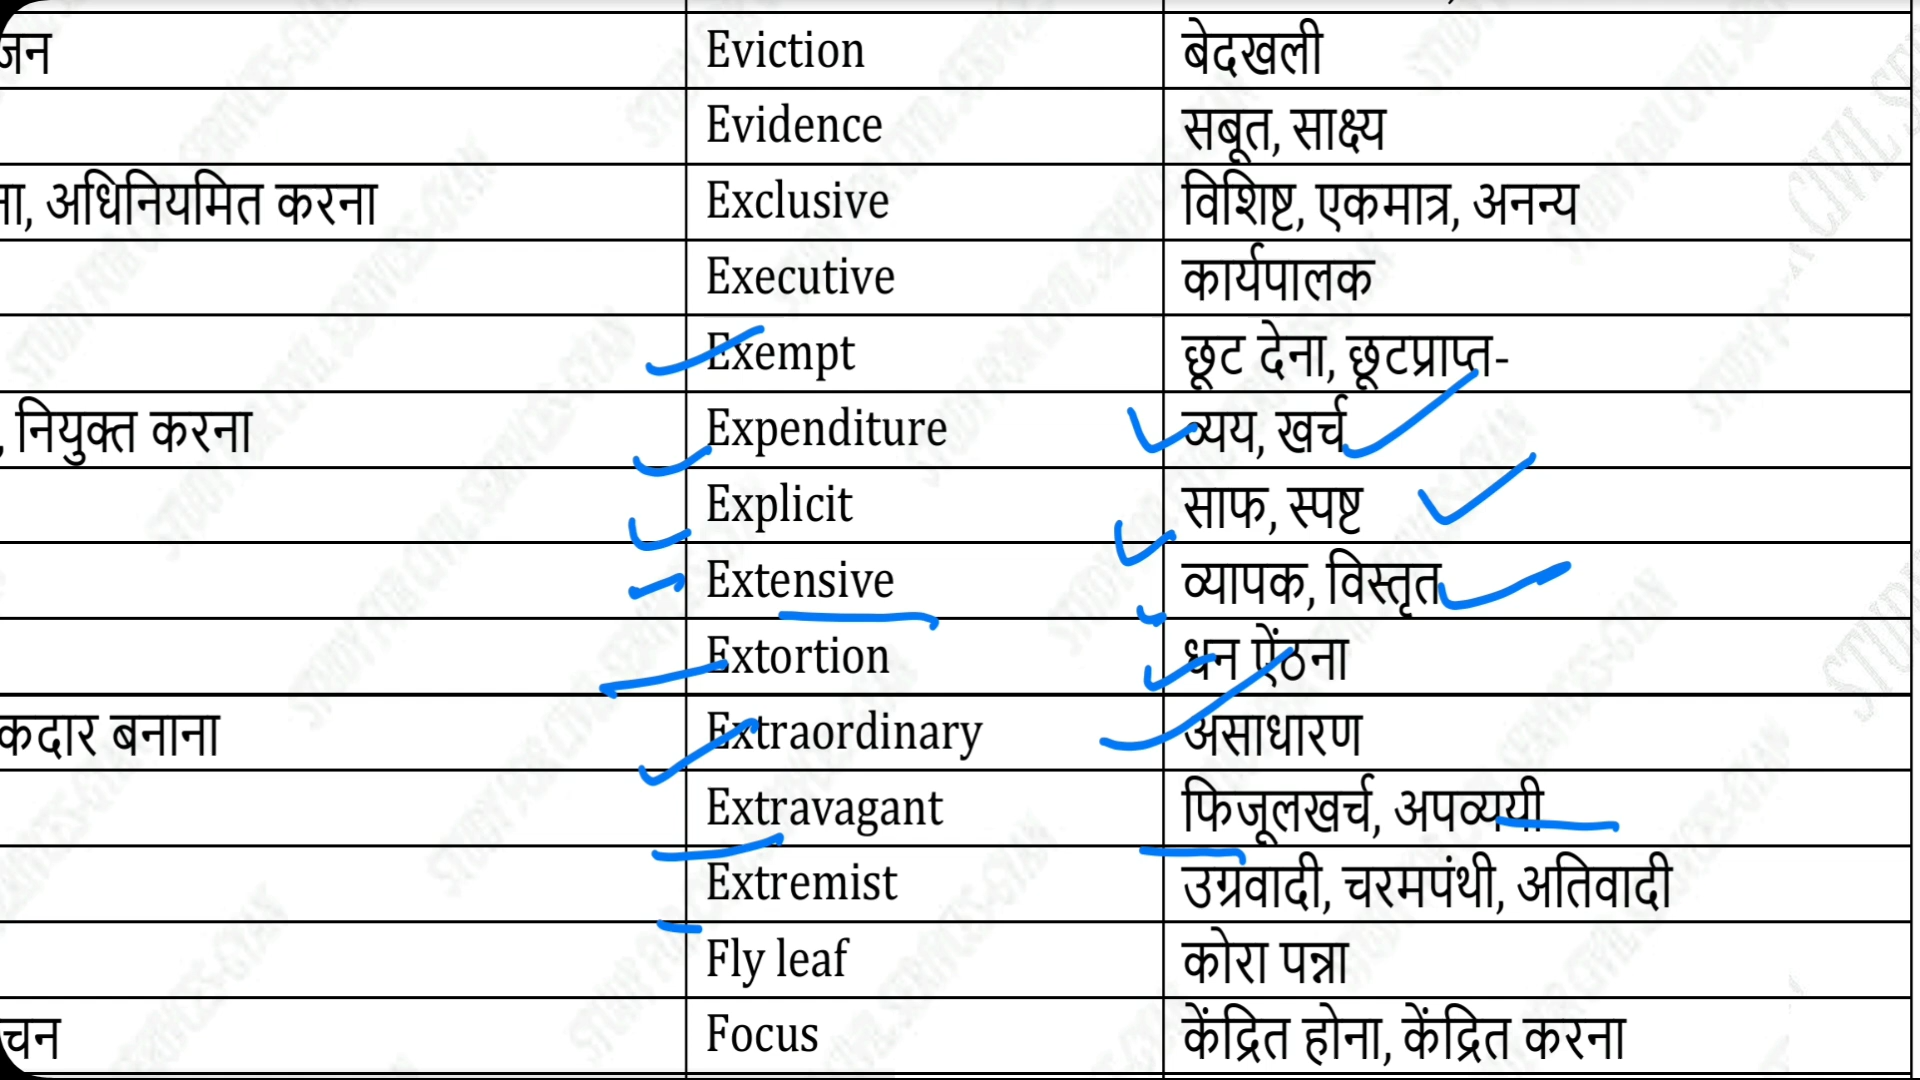 जन Eviction बेदखली
Evidence सबूत, साक्ष्य
ना, अधिनियमित करना Exclusive विशिष्ट, एकमात्र, अनन्य
Executive कार्यपालक
Exempt छूट देना, छूटप्राप्त-
, नियुक्त करना Expenditure व्यय, खर्च
Explicit साफ, स्पष्ट
Extensive व्यापक, विस्तृत
Extortion धन ऐंठना
कदार बनाना Extraordinary असाधारण
Extravagant फिजूलखर्च, अपव्ययी
Extremist उग्रवादी, चरमपंथी, अतिवादी
Fly leaf कोरा पन्ना
चन Focus केंद्रित होना, केंद्रित करना